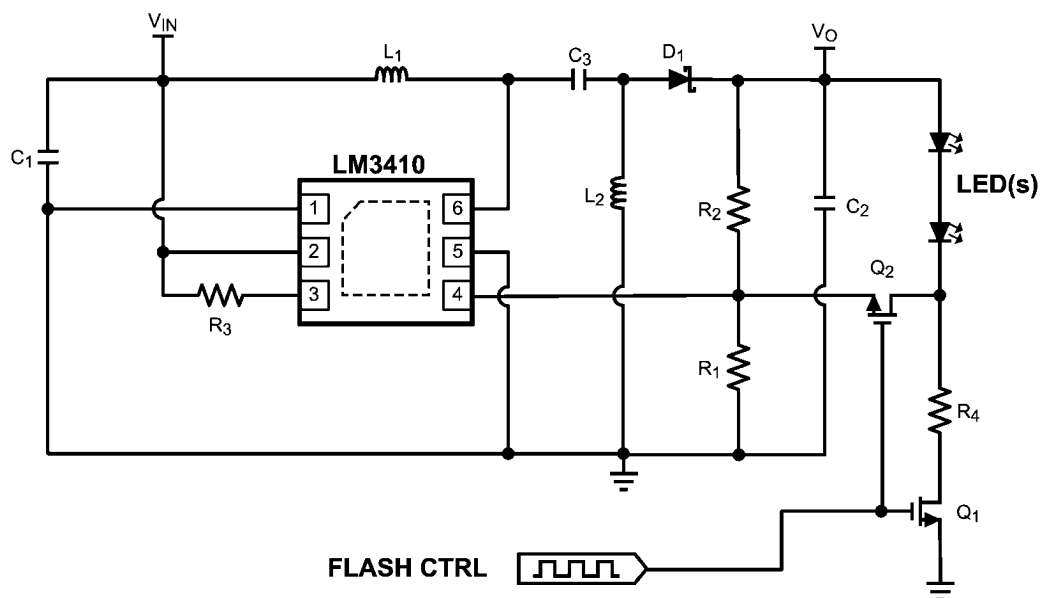 V_IN
V_O
L1
C3
D1
C1
LM3410
LED(s)
1
6
L2
R2
C2
2
5
Q2
3
4
R3
R1
R4
Q1
FLASH CTRL